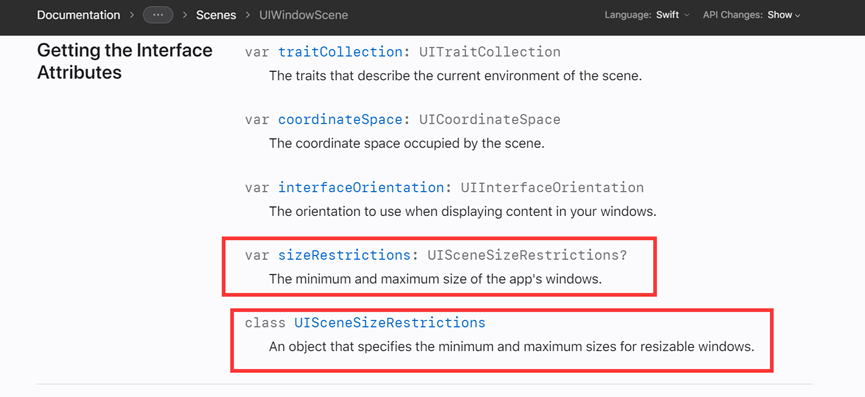 Documentation > ··· > Scenes > UIWindowScene
Language: Swift API Changes: Show
Getting the Interface
Attributes
var traitCollection: UITraitCollection
The traits that describe the current environment of the scene.
var coordinateSpace: UICoordinateSpace
The coordinate space occupied by the scene.
var interfaceOrientation: UIInterfaceOrientation
The orientation to use when displaying content in your windows.
var sizeRestrictions: UISceneSizeRestrictions?
The minimum and maximum size of the app's windows.
class UISceneSizeRestrictions
An object that specifies the minimum and maximum sizes for resizable windows.